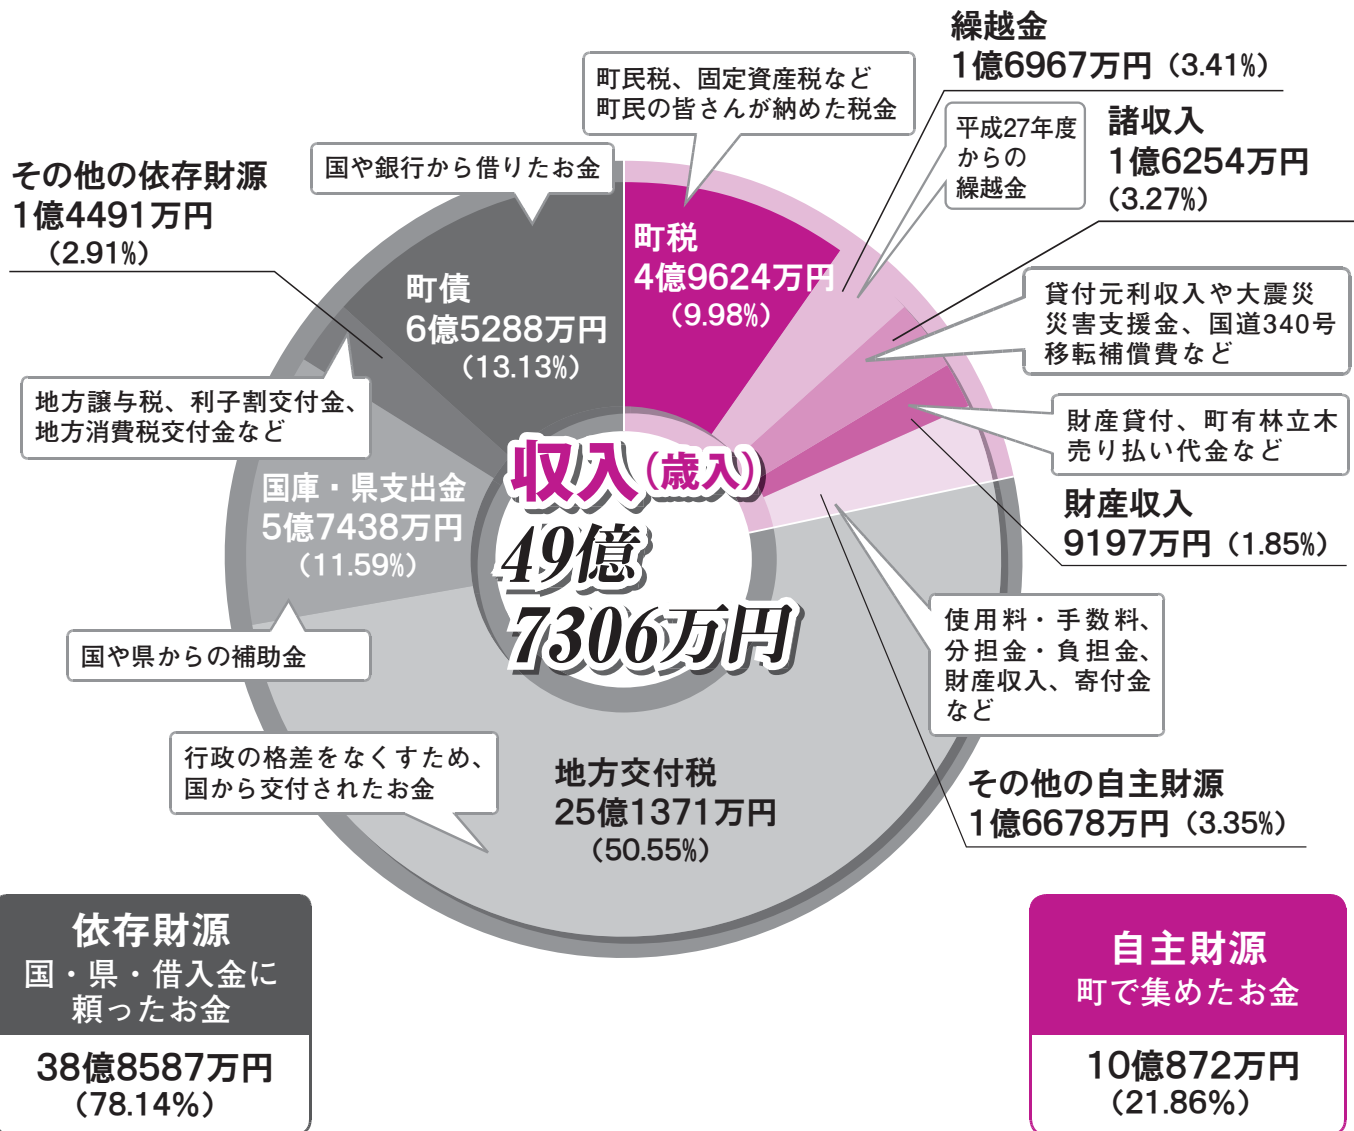 収入(歳入)
49億
7306万円
町税
4億9624万円
(9.98%)
町民税、固定資産税など
町民の皆さんが納めた税金
繰越金
1億6967万円(3.41%)
平成27年度
からの
繰越金
諸収入
1億6254万円
(3.27%)
貸付元利収入や大震災
災害支援金、国道340号
移転補償費など
財産貸付、町有林立木
売り払い代金など
財産収入
9197万円(1.85%)
使用料・手数料、
分担金・負担金、
財産収入、寄付金
など
その他の自主財源
1億6678万円(3.35%)
地方交付税
25億1371万円
(50.55%)
行政の格差をなくすため、
国から交付されたお金
国庫・県支出金
5億7438万円
(11.59%)
国や県からの補助金
その他の依存財源
1億4491万円
(2.91%)
地方譲与税、利子割交付金、
地方消費税交付金など
町債
6億5288万円
(13.13%)
国や銀行から借りたお金
依存財源
国・県・借入金に
頼ったお金
38億8587万円
(78.14%)
自主財源
町で集めたお金
10億872万円
(21.86%)